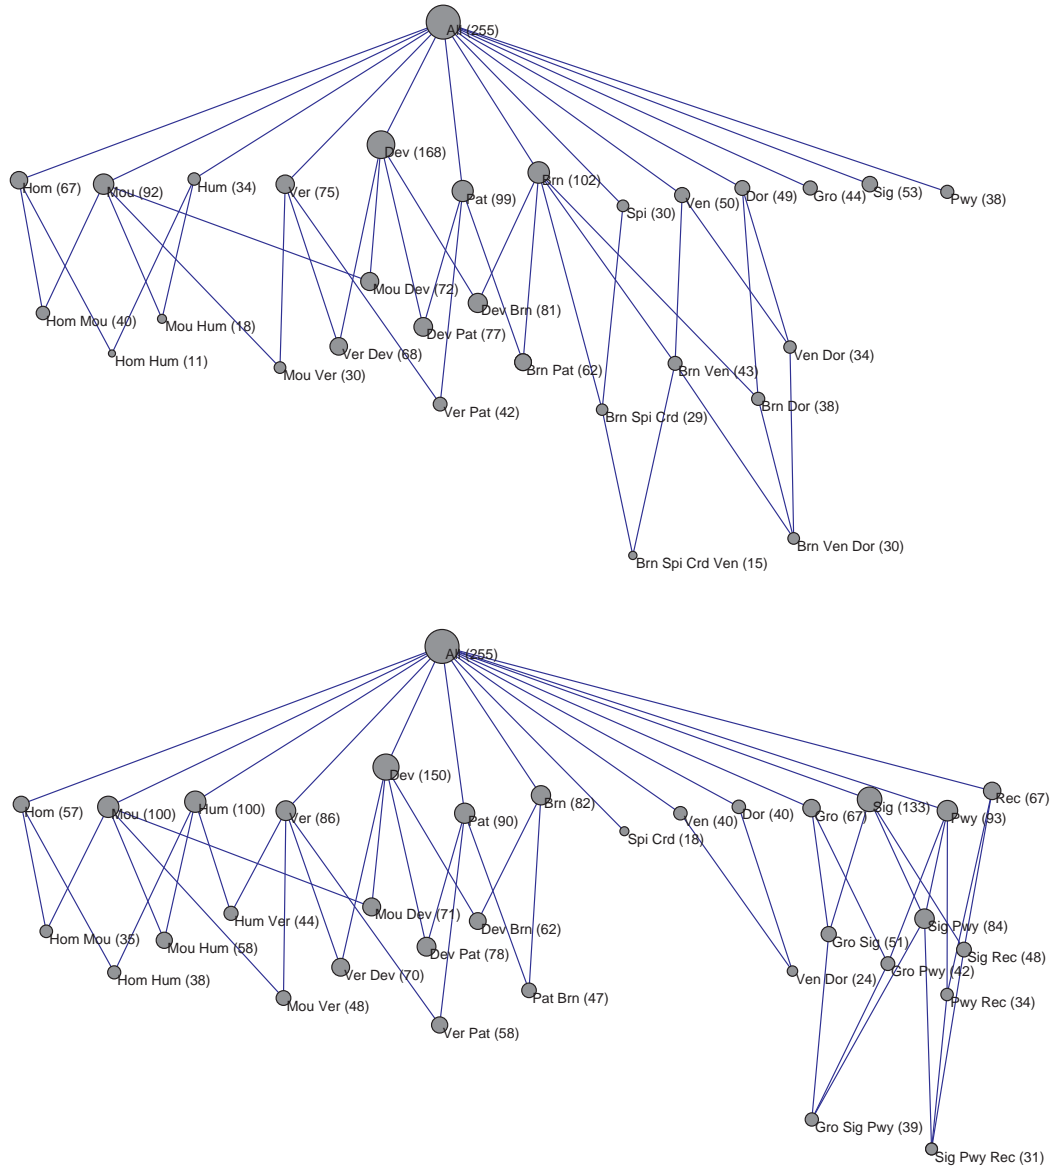 All (255)
Dev (168)
Hom (67)
Mou (92)
Hum (34)
Ver (75)
Pat (99)
Brn (102)
Spi (30)
Ven (50)
Dor (49)
Gro (44)
Sig (53)
Pwy (38)
Mou Dev (72)
Dev Brn (81)
Hom Mou (40)
Mou Hum (18)
Dev Pat (77)
Hom Hum (11)
Ver Dev (68)
Ven Dor (34)
Mou Ver (30)
Brn Pat (62)
Brn Ven (43)
Ver Pat (42)
Brn Spi Crd (29)
Brn Dor (38)
Brn Spi Crd Ven (15)
Brn Ven Dor (30)
All (255)
Dev (150)
Hom (57)
Mou (100)
Hum (100)
Ver (86)
Pat (90)
Brn (82)
Spi Crd (18)
Ven (40)
Dor (40)
Gro (67)
Sig (133)
Pwy (93)
Rec (67)
Mou Dev (71)
Hum Ver (44)
Dev Brn (62)
Sig Pwy (84)
Hom Mou (35)
Mou Hum (58)
Dev Pat (78)
Gro Sig (51)
Sig Rec (48)
Hom Hum (38)
Ver Dev (70)
Ven Dor (24)
Gro Pwy (42)
Mou Ver (48)
Pat Brn (47)
Pwy Rec (34)
Ver Pat (58)
Gro Sig Pwy (39)
Sig Pwy Rec (31)